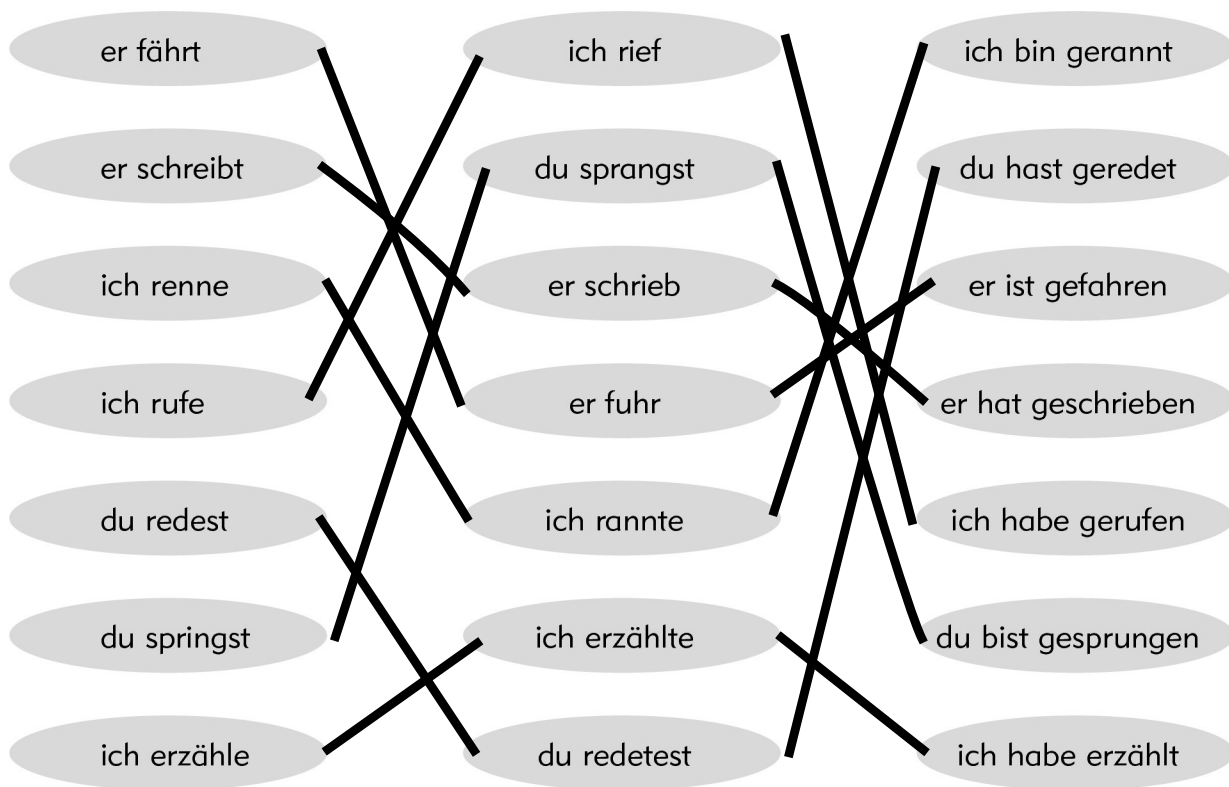 er fährt ich rief ich bin gerannt
er schreibt du sprangst du hast geredet
ich renne er schrieb er ist gefahren
ich rufe er fuhr er hat geschrieben
du redest ich rannte ich habe gerufen
du springst ich erzählte du bist gesprungen
ich erzähle du redetest ich habe erzählt